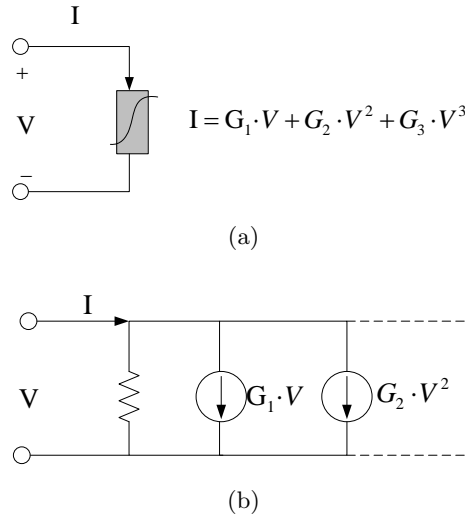 I
+
V
I = G₁·V + G₂·V² + G₃·V³
−
(a)
I
V
G₁·V
G₂·V²
(b)